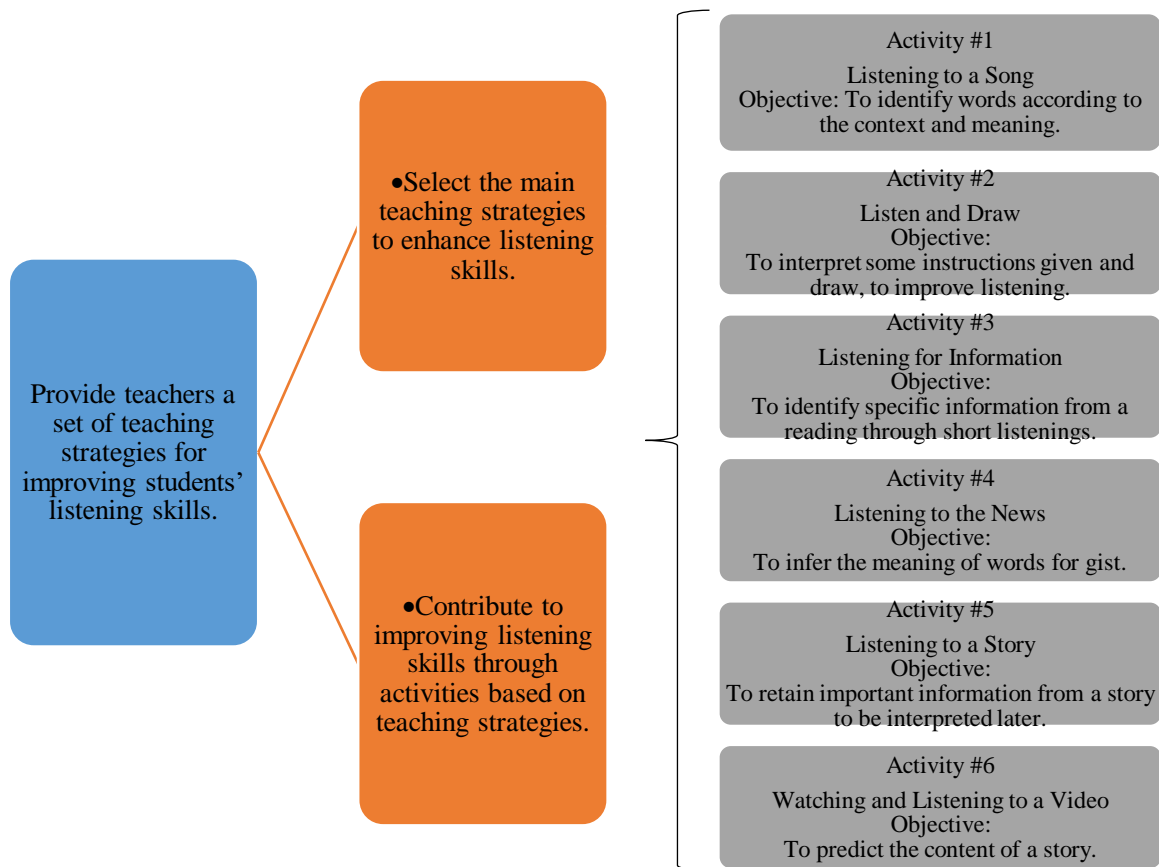 Provide teachers a
set of teaching
strategies for
improving students’
listening skills.
•Select the main
teaching strategies
to enhance listening
skills.
•Contribute to
improving listening
skills through
activities based on
teaching strategies.
Activity #1
Listening to a Song
Objective: To identify words according to
the context and meaning.
Activity #2
Listen and Draw
Objective:
To interpret some instructions given and
draw, to improve listening.
Activity #3
Listening for Information
Objective:
To identify specific information from a
reading through short listenings.
Activity #4
Listening to the News
Objective:
To infer the meaning of words for gist.
Activity #5
Listening to a Story
Objective:
To retain important information from a story
to be interpreted later.
Activity #6
Watching and Listening to a Video
Objective:
To predict the content of a story.